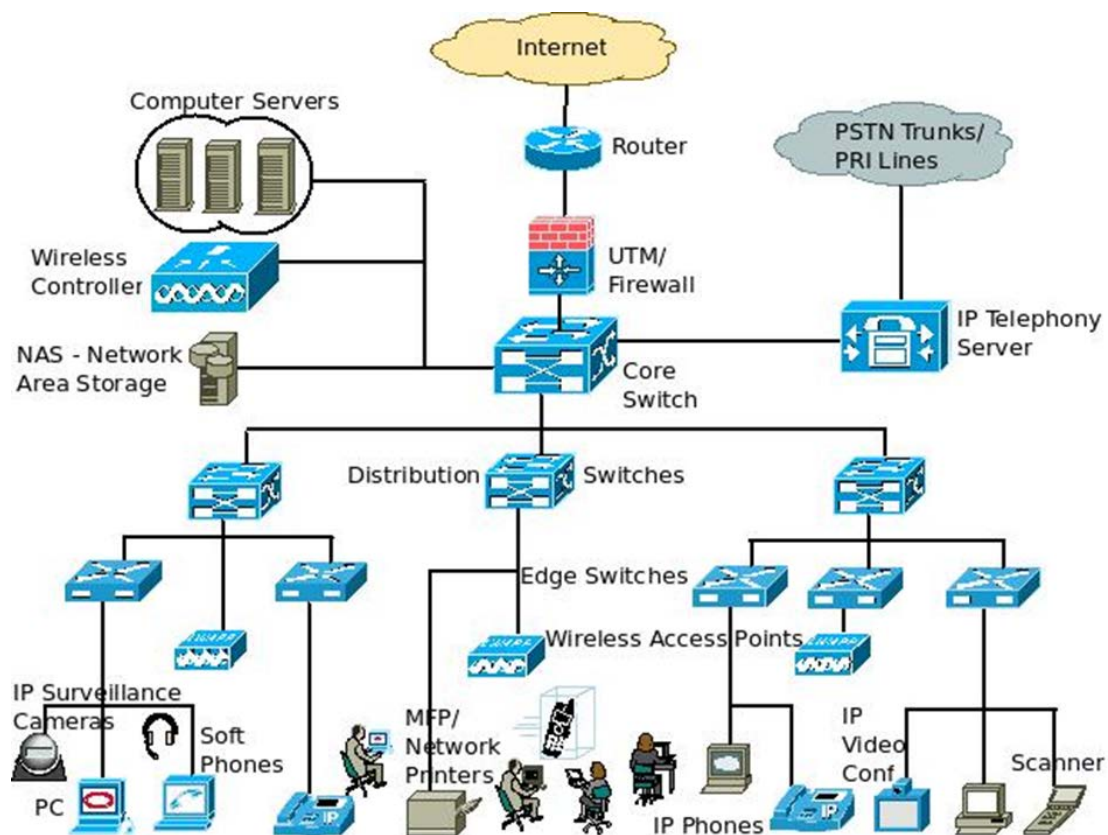 Internet
Computer Servers
Router
PSTN Trunks/
PRI Lines
Wireless
Controller
UTM/
Firewall
IP Telephony
Server
NAS - Network
Area Storage
Core
Switch
Distribution
Switches
Edge Switches
Wireless Access Points
IP Surveillance
Cameras
Soft
Phones
MFP/
Network
Printers
IP
Video
Conf
Scanner
PC
IP
IP Phones
IP